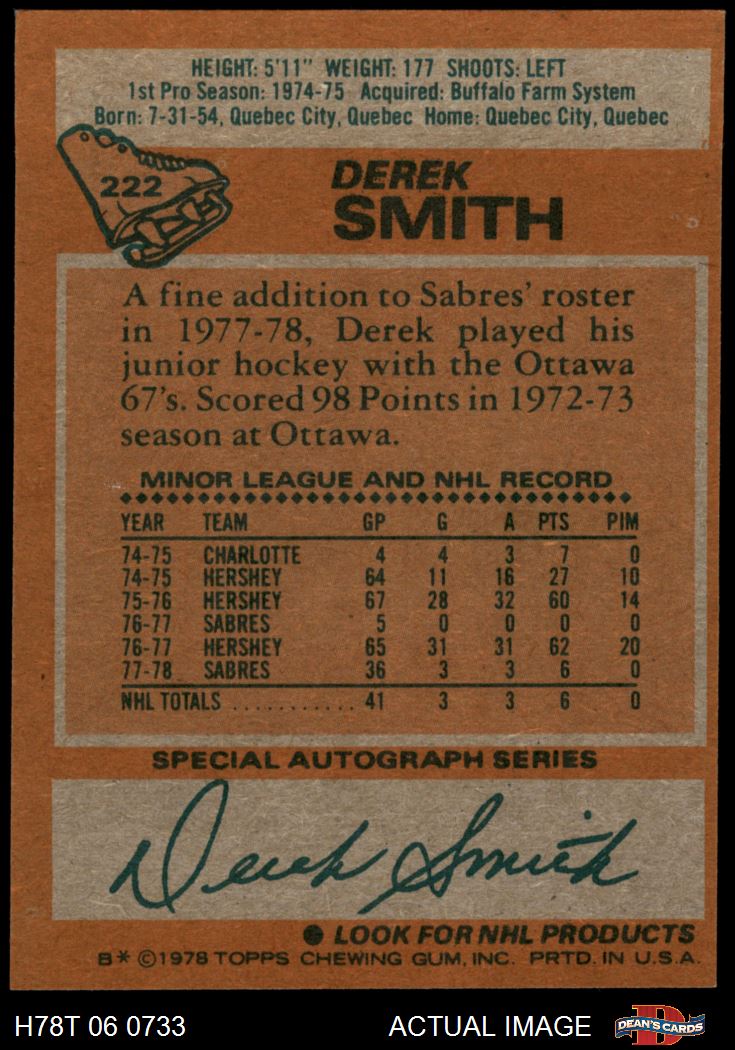 HEIGHT: 5'11" WEIGHT: 177 SHOOTS: LEFT
1st Pro Season: 1974-75 Acquired: Buffalo Farm System
Born: 7-31-54, Quebec City, Quebec Home: Quebec City, Quebec
222
DEREK
SMITH
A fine addition to Sabres' roster
in 1977-78, Derek played his
junior hockey with the Ottawa
67's. Scored 98 Points in 1972-73
season at Ottawa.
MINOR LEAGUE AND NHL RECORD
YEAR TEAM GP G A PTS PIM
74-75 CHARLOTTE 4 4 3 7 0
74-75 HERSHEY 64 11 16 27 10
75-76 HERSHEY 67 28 32 60 14
76-77 SABRES 5 0 0 0 0
76-77 HERSHEY 65 31 31 62 20
77-78 SABRES 36 3 3 6 0
NHL TOTALS ........... 41 3 3 6 0
SPECIAL AUTOGRAPH SERIES
Derek Smith
● LOOK FOR NHL PRODUCTS
B* ©1978 TOPPS CHEWING GUM, INC. PRTD. IN U.S.A.
H78T 06 0733 ACTUAL IMAGE D DEAN'S CARDS